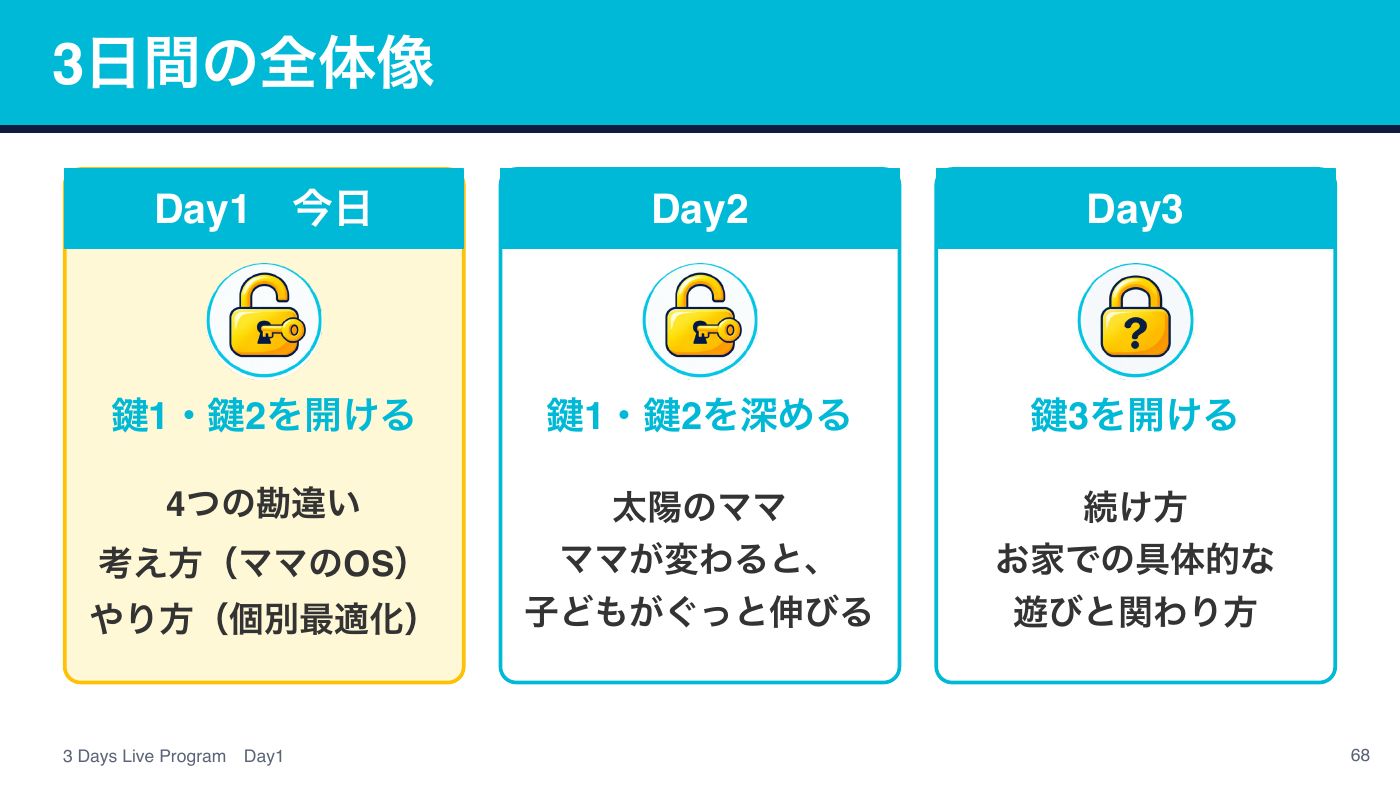 3日間の全体像
Day1　今日
鍵1・鍵2を開ける
4つの勘違い
考え方（ママのOS）
やり方（個別最適化）
Day2
鍵1・鍵2を深める
太陽のママ
ママが変わると、
子どもがぐっと伸びる
Day3
?
鍵3を開ける
続け方
お家での具体的な
遊びと関わり方
3 Days Live Program　Day1
68